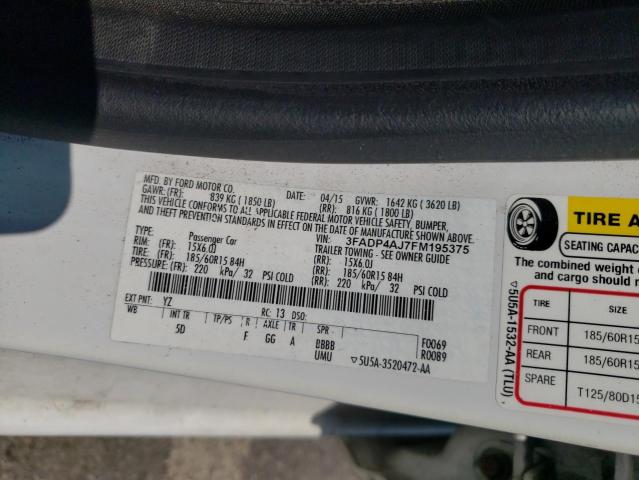 MFD. BY FORD MOTOR CO.
DATE: 04/15 GVWR: 1642 KG ( 3620 LB)
GAWR: (FR): 839 KG ( 1850 LB) (RR): 816 KG ( 1800 LB)
THIS VEHICLE CONFORMS TO ALL APPLICABLE FEDERAL MOTOR VEHICLE SAFETY, BUMPER,
AND THEFT PREVENTION STANDARDS IN EFFECT ON THE DATE OF MANUFACTURE SHOWN ABOVE.
VIN: 3FADP4AJ7FM195375
TYPE: Passenger Car TRAILER TOWING - SEE OWNER GUIDE
RIM: 15X6.0J (RR): 15X6.0J
TIRE: (FR): 185/60R15 84H (RR): 185/60R15 84H
PRESSURE: (FR): 220 kPa/ 32 PSI COLD (RR): 220 kPa/ 32 PSI COLD
EXT PNT: YZ RC: 13 DSO:
WB INT TR TP/PS R AXLE TR SPR
5D F GG A BBBB F0069
UMU R0089
▽5U5A-3520472-AA
▽5U5A-1532-AA (TLU)
TIRE A
SEATING CAPACI
The combined weight
and cargo should
TIRE SIZE
FRONT 185/60R15
REAR 185/60R15
SPARE T125/80D15